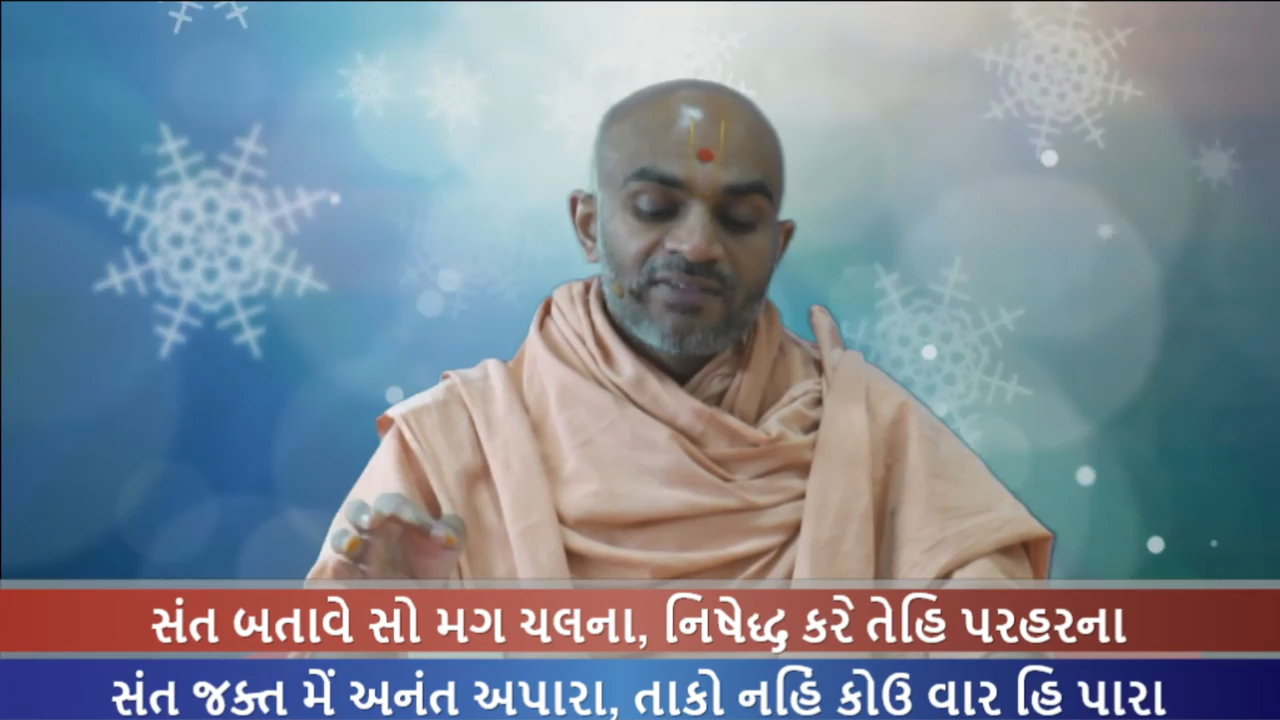 સંત બતાવે સો મગ ચલના, નિષેદ્ધુ કરે તેહિ પરહરના
સંત જક્ત મેં અનંત અપારા, તાકો નહિ કોઉ વાર હિ પારા